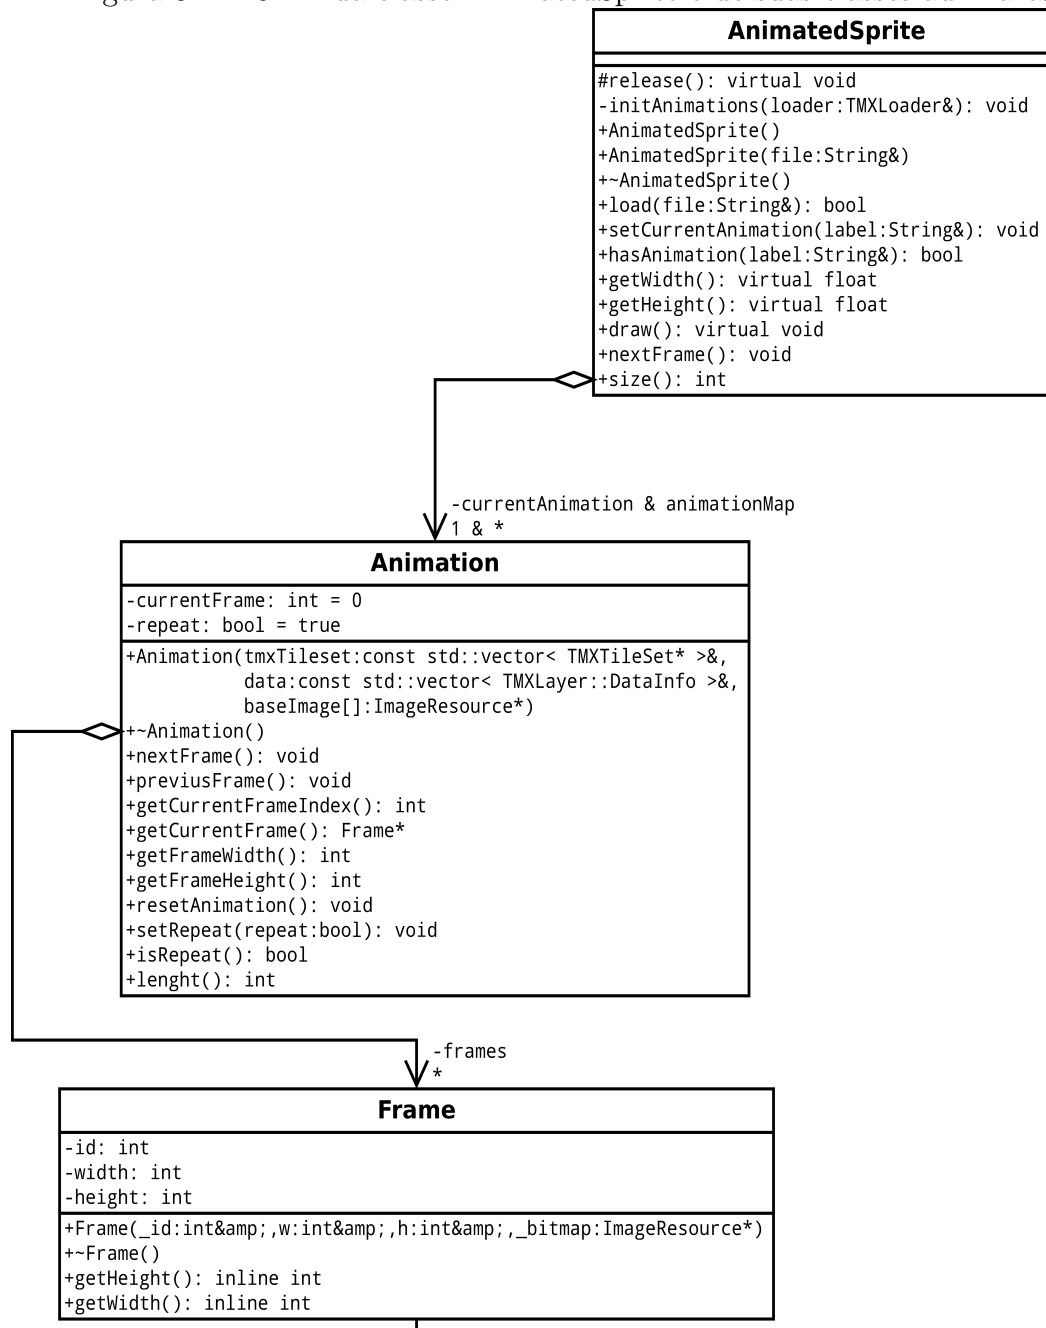 AnimatedSprite
#release(): virtual void
-initAnimations(loader:TMXLoader&): void
+AnimatedSprite()
+AnimatedSprite(file:String&)
+~AnimatedSprite()
+load(file:String&): bool
+setCurrentAnimation(label:String&): void
+hasAnimation(label:String&): bool
+getWidth(): virtual float
+getHeight(): virtual float
+draw(): virtual void
+nextFrame(): void
+size(): int
-currentAnimation & animationMap
1 & *
Animation
-currentFrame: int = 0
-repeat: bool = true
+Animation(tmxTileset:const std::vector< TMXTileSet* >&,
data:const std::vector< TMXLayer::DataInfo >&,
baseImage[]:ImageResource*)
+~Animation()
+nextFrame(): void
+previusFrame(): void
+getCurrentFrameIndex(): int
+getCurrentFrame(): Frame*
+getFrameWidth(): int
+getFrameHeight(): int
+resetAnimation(): void
+setRepeat(repeat:bool): void
+isRepeat(): bool
+lenght(): int
-frames
*
Frame
-id: int
-width: int
-height: int
+Frame(_id:int&amp;,w:int&amp;,h:int&amp;,_bitmap:ImageResource*)
+~Frame()
+getHeight(): inline int
+getWidth(): inline int